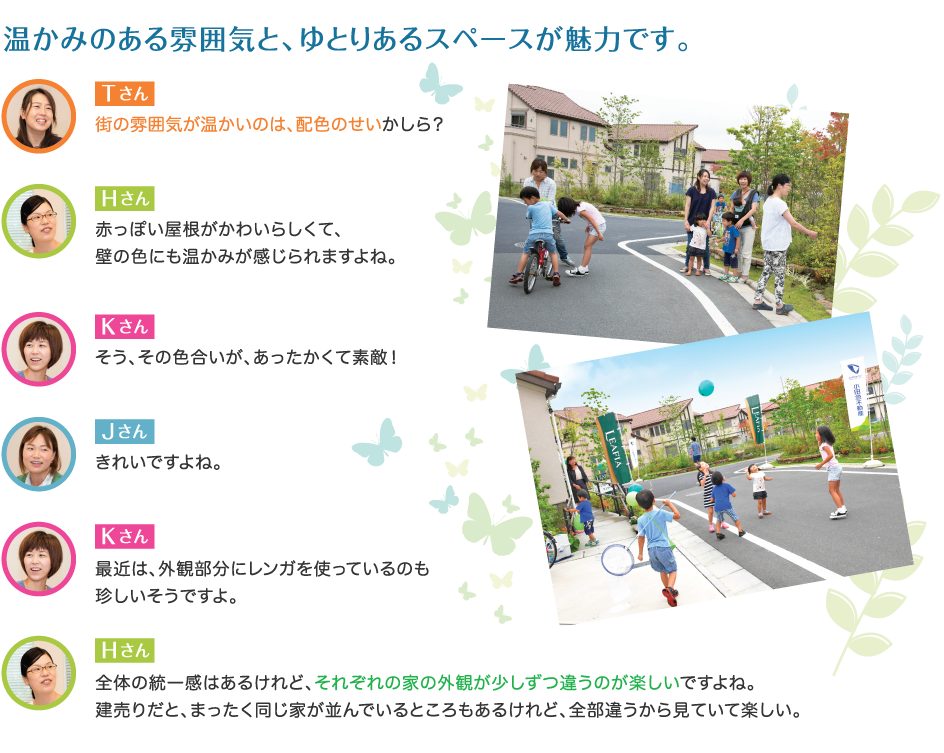 温かみのある雰囲気と、ゆとりあるスペースが魅力です。
Tさん
街の雰囲気が温かいのは、配色のせいかしら?
Hさん
赤っぽい屋根がかわいらしくて、
壁の色にも温かみが感じられますよね。
Kさん
そう、その色合いが、あったかくて素敵!
Jさん
きれいですよね。
Kさん
最近は、外観部分にレンガを使っているのも
珍しいそうですよ。
Hさん
全体の統一感はあるけれど、それぞれの家の外観が少しずつ違うのが楽しいですよね。
建売りだと、まったく同じ家が並んでいるところもあるけれど、全部違うから見ていて楽しい。
LEAFIA
LEAFIA
小田急不動産